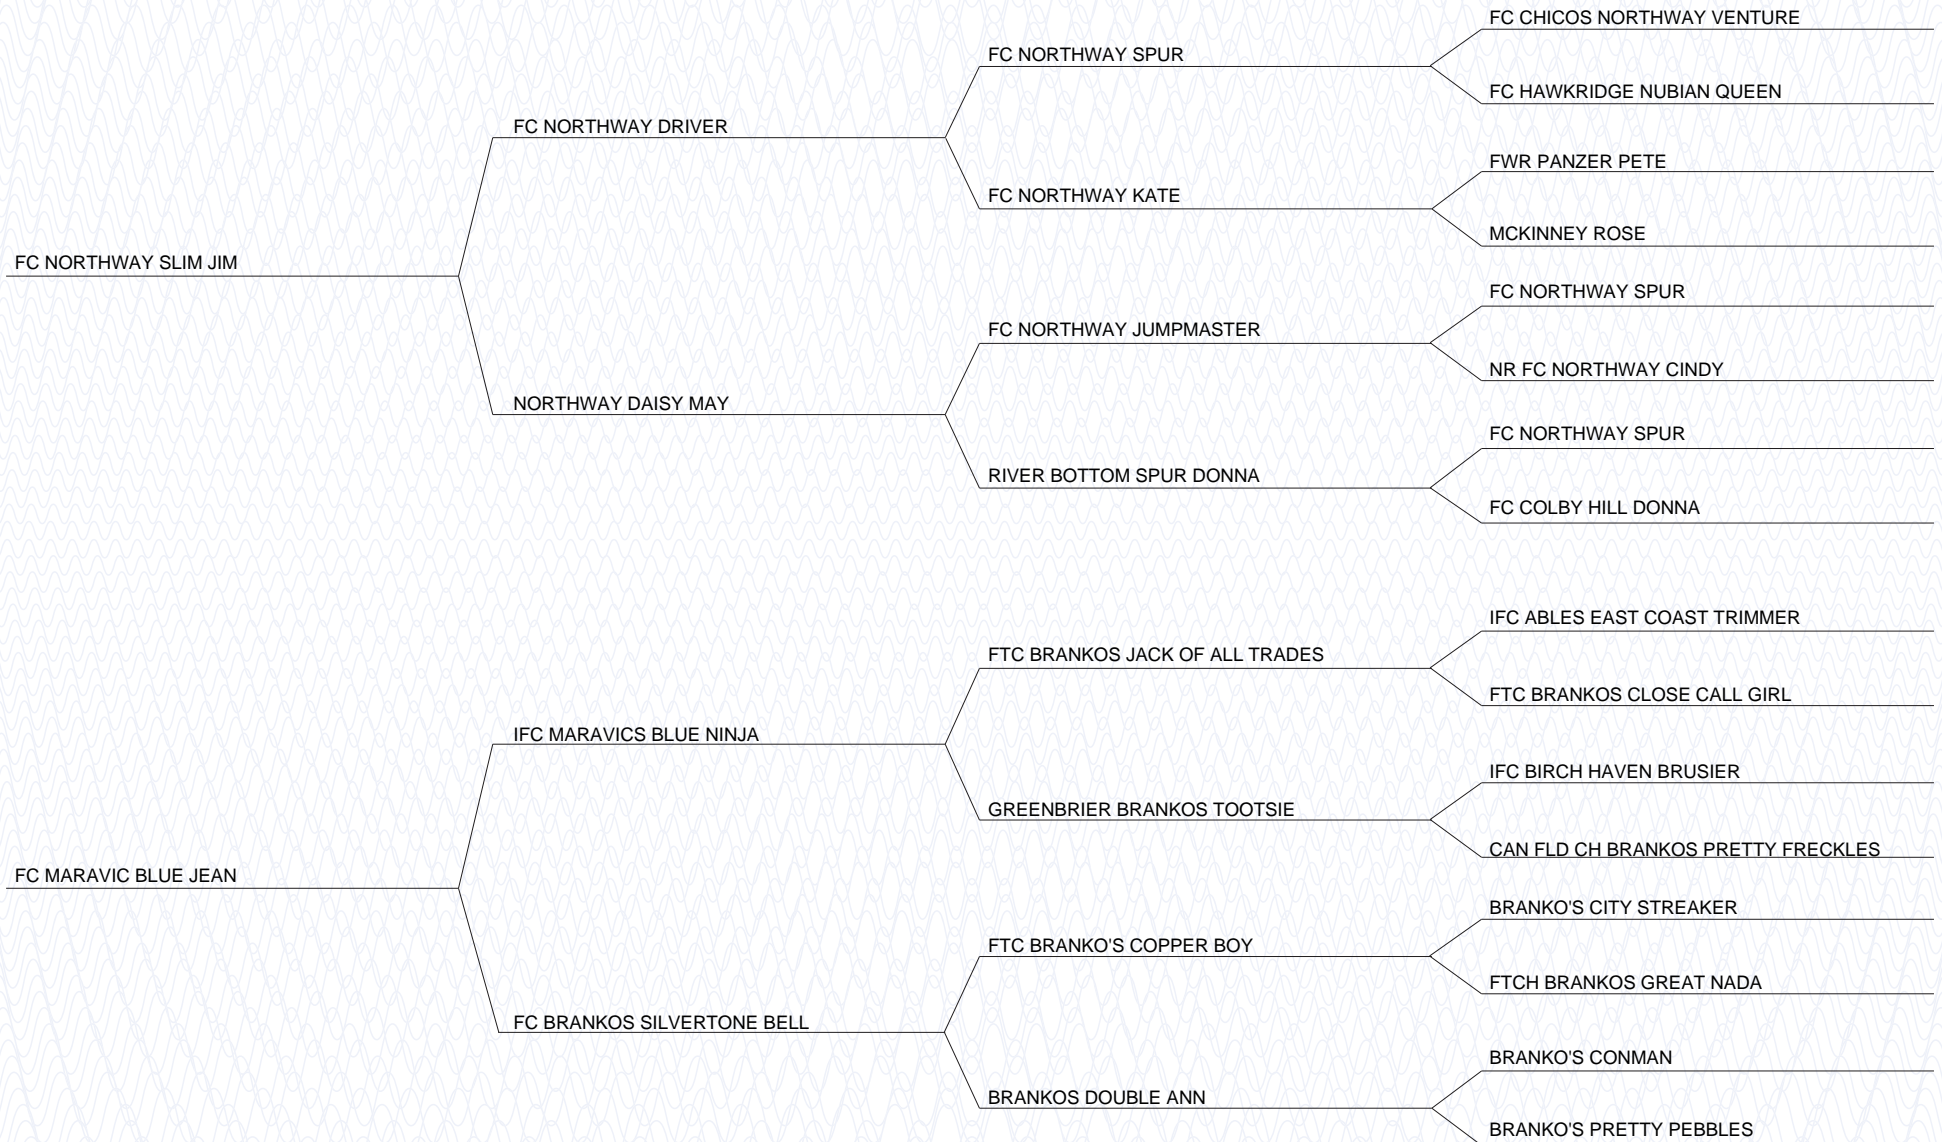 FC CHICOS NORTHWAY VENTURE
FC NORTHWAY SPUR
FC HAWKRIDGE NUBIAN QUEEN
FC NORTHWAY DRIVER
FWR PANZER PETE
FC NORTHWAY KATE
MCKINNEY ROSE
FC NORTHWAY SLIM JIM
FC NORTHWAY SPUR
FC NORTHWAY JUMPMASTER
NR FC NORTHWAY CINDY
NORTHWAY DAISY MAY
FC NORTHWAY SPUR
RIVER BOTTOM SPUR DONNA
FC COLBY HILL DONNA
IFC ABLES EAST COAST TRIMMER
FTC BRANKOS JACK OF ALL TRADES
FTC BRANKOS CLOSE CALL GIRL
IFC MARAVICS BLUE NINJA
IFC BIRCH HAVEN BRUSIER
GREENBRIER BRANKOS TOOTSIE
CAN FLD CH BRANKOS PRETTY FRECKLES
FC MARAVIC BLUE JEAN
BRANKO'S CITY STREAKER
FTC BRANKO'S COPPER BOY
FTCH BRANKOS GREAT NADA
FC BRANKOS SILVERTONE BELL
BRANKO'S CONMAN
BRANKOS DOUBLE ANN
BRANKO'S PRETTY PEBBLES